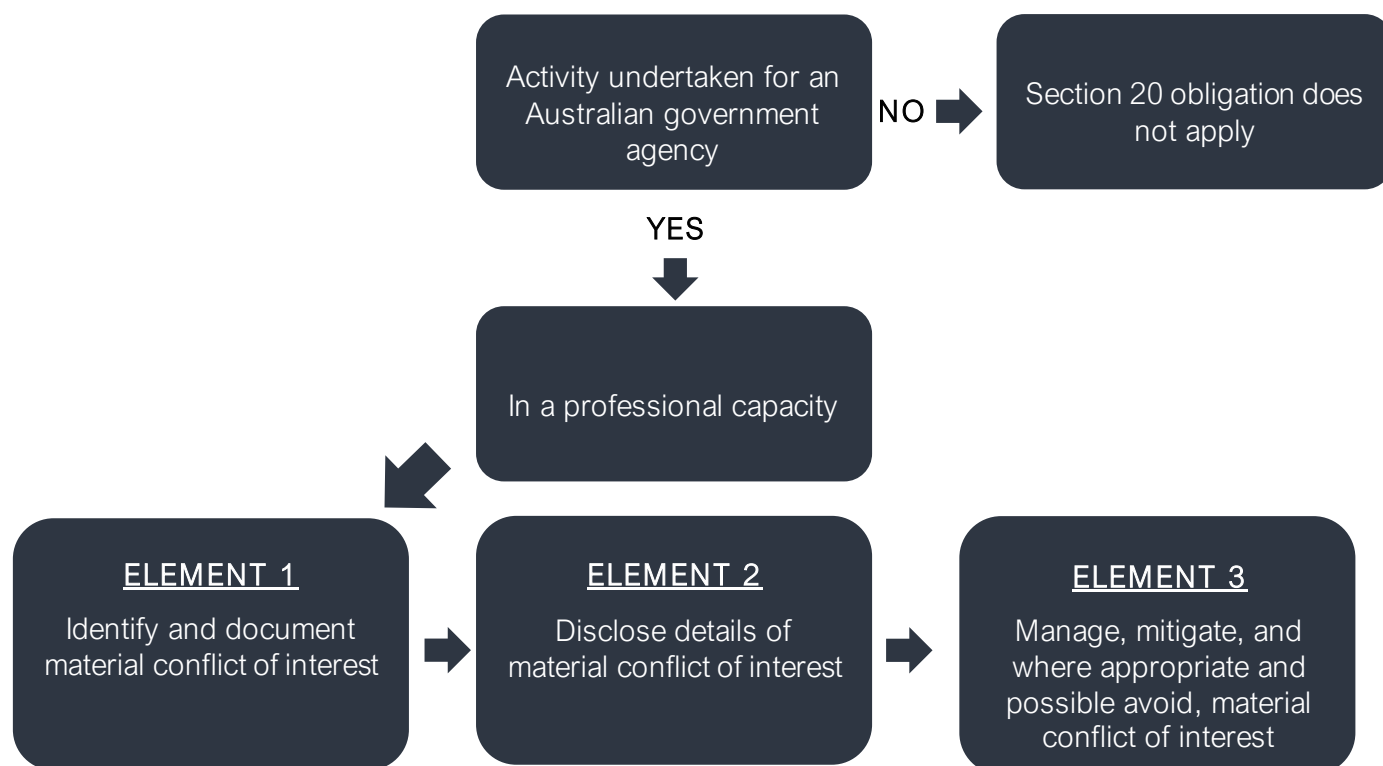 Activity undertaken for an
Australian government
agency
NO
Section 20 obligation does
not apply
YES
In a professional capacity
ELEMENT 1
Identify and document
material conflict of interest
ELEMENT 2
Disclose details of
material conflict of interest
ELEMENT 3
Manage, mitigate, and
where appropriate and
possible avoid, material
conflict of interest